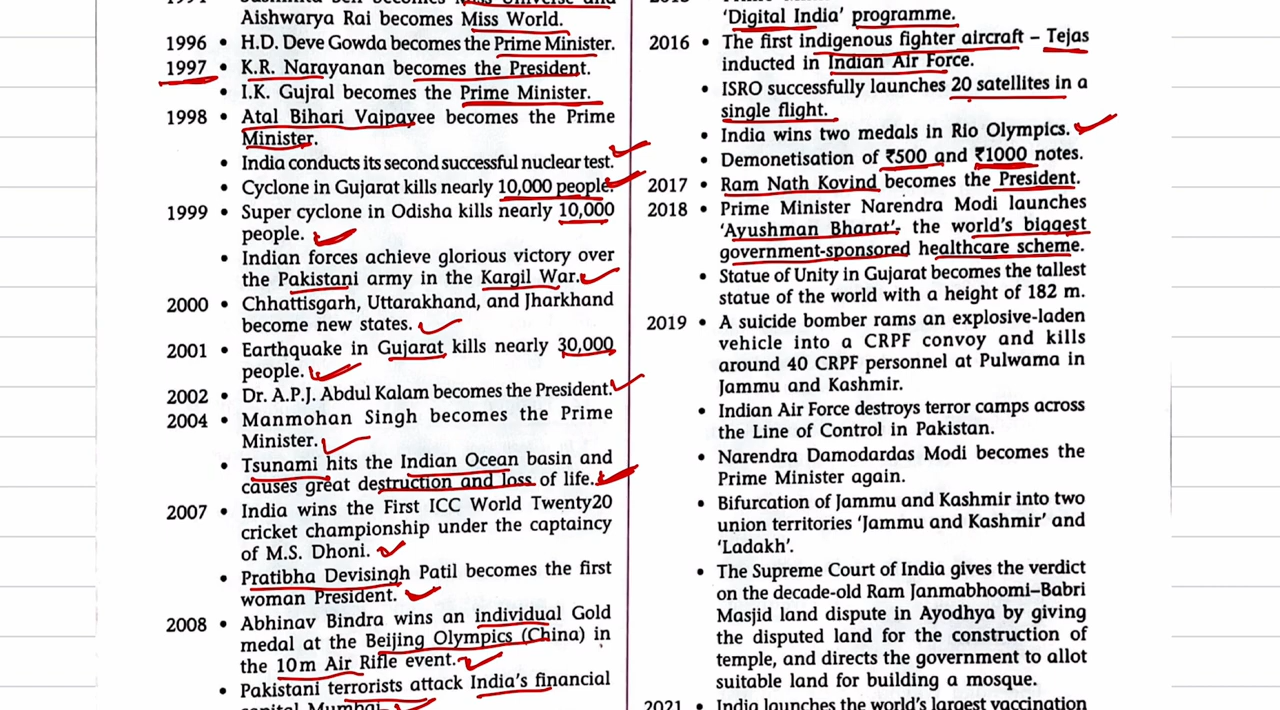 Aishwarya Rai becomes Miss World.
1996 • H.D. Deve Gowda becomes the Prime Minister.
1997 • K.R. Narayanan becomes the President.
• I.K. Gujral becomes the Prime Minister.
1998 • Atal Bihari Vajpayee becomes the Prime
Minister.
• India conducts its second successful nuclear test.
• Cyclone in Gujarat kills nearly 10,000 people.
1999 • Super cyclone in Odisha kills nearly 10,000
people.
• Indian forces achieve glorious victory over
the Pakistani army in the Kargil War.
2000 • Chhattisgarh, Uttarakhand, and Jharkhand
become new states.
2001 • Earthquake in Gujarat kills nearly 30,000
people.
2002 • Dr. A.P.J. Abdul Kalam becomes the President.
2004 • Manmohan Singh becomes the Prime
Minister.
• Tsunami hits the Indian Ocean basin and
causes great destruction and loss of life.
2007 • India wins the First ICC World Twenty20
cricket championship under the captaincy
of M.S. Dhoni.
• Pratibha Devisingh Patil becomes the first
woman President.
2008 • Abhinav Bindra wins an individual Gold
medal at the Beijing Olympics (China) in
the 10 m Air Rifle event.
• Pakistani terrorists attack India's financial
capital Mumbai.
'Digital India' programme.
2016 • The first indigenous fighter aircraft – Tejas
inducted in Indian Air Force.
• ISRO successfully launches 20 satellites in a
single flight.
• India wins two medals in Rio Olympics.
• Demonetisation of ₹500 and ₹1000 notes.
2017 • Ram Nath Kovind becomes the President.
2018 • Prime Minister Narendra Modi launches
'Ayushman Bharat'- the world's biggest
government-sponsored healthcare scheme.
• Statue of Unity in Gujarat becomes the tallest
statue of the world with a height of 182 m.
2019 • A suicide bomber rams an explosive-laden
vehicle into a CRPF convoy and kills
around 40 CRPF personnel at Pulwama in
Jammu and Kashmir.
• Indian Air Force destroys terror camps across
the Line of Control in Pakistan.
• Narendra Damodardas Modi becomes the
Prime Minister again.
• Bifurcation of Jammu and Kashmir into two
union territories 'Jammu and Kashmir' and
'Ladakh'.
• The Supreme Court of India gives the verdict
on the decade-old Ram Janmabhoomi–Babri
Masjid land dispute in Ayodhya by giving
the disputed land for the construction of
temple, and directs the government to allot
suitable land for building a mosque.
2021 • India launches the world's largest vaccination